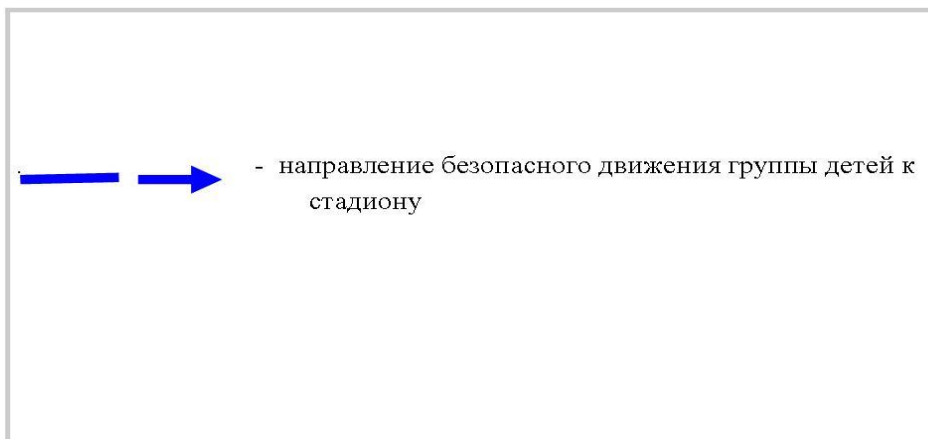 - направление безопасного движения группы детей к
стадиону